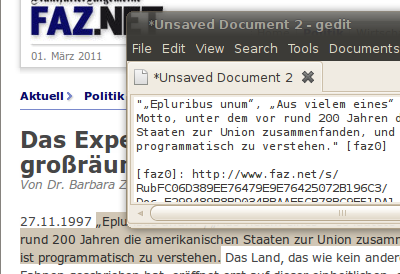 FAZ.NET
01. März 2011
Aktuell
Politik
Das Expe
großräur
Von Dr. Barbara Z
27.11.1997 „Eplu
rund 200 Jahren die amerikanischen Staaten zur Union zusamm
ist programmatisch zu verstehen. Das Land, das wie kein ander
*Unsaved Document 2 - gedit
File Edit View Search Tools Documents
*Unsaved Document 2
"„Epluribus unum“, „Aus vielem eines“
Motto, unter dem vor rund 200 Jahren d
Staaten zur Union zusammenfanden, und
programmatisch zu verstehen." [faz0]
[faz0]: http://www.faz.net/s/
RubFC06D389EE76479E9E76425072B196C3/